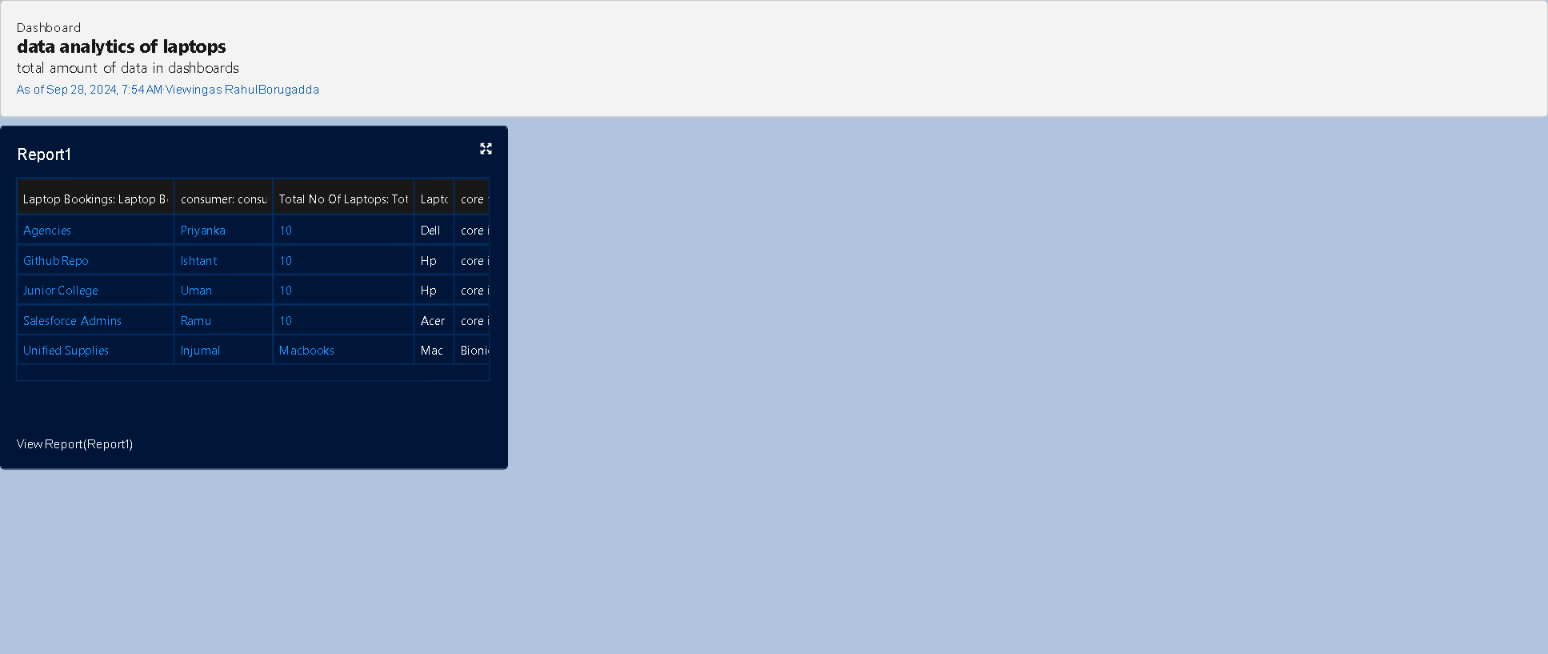 Dashboard
data analytics of laptops
total amount of data in dashboards
As of Sep 28, 2024, 7:54 AM·Viewing as Rahul Borugadda
Report1
Laptop Bookings: Laptop B consumer: consu Total No Of Laptops: Tot Lapto core
Agencies Priyanka 10 Dell core i
Github Repo Ishtant 10 Hp core i
Junior College Uman 10 Hp core i
Salesforce Admins Ramu 10 Acer core i
Unified Supplies Injumal Macbooks Mac Bioni
View Report(Report1)